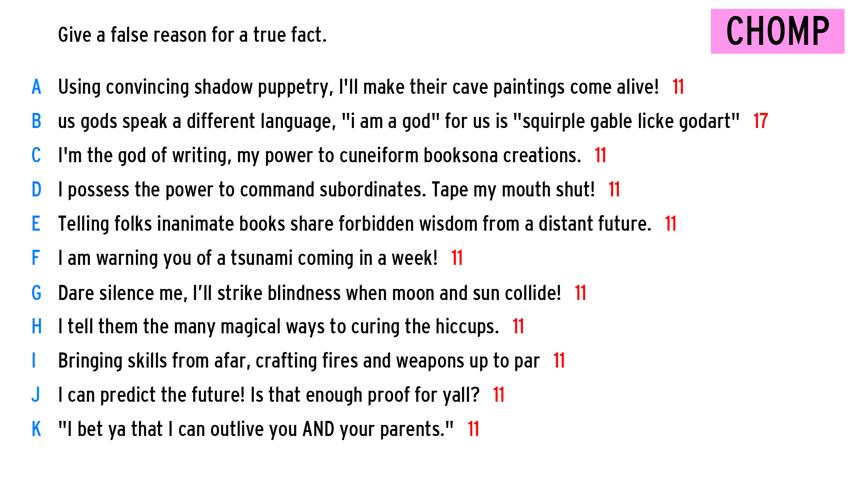 Give a false reason for a true fact.
CHOMP
A Using convincing shadow puppetry, I'll make their cave paintings come alive! 11
B us gods speak a different language, "i am a god" for us is "squirple gable licke godart" 17
C I'm the god of writing, my power to cuneiform booksona creations. 11
D I possess the power to command subordinates. Tape my mouth shut! 11
E Telling folks inanimate books share forbidden wisdom from a distant future. 11
F I am warning you of a tsunami coming in a week! 11
G Dare silence me, I’ll strike blindness when moon and sun collide! 11
H I tell them the many magical ways to curing the hiccups. 11
I Bringing skills from afar, crafting fires and weapons up to par 11
J I can predict the future! Is that enough proof for yall? 11
K "I bet ya that I can outlive you AND your parents." 11